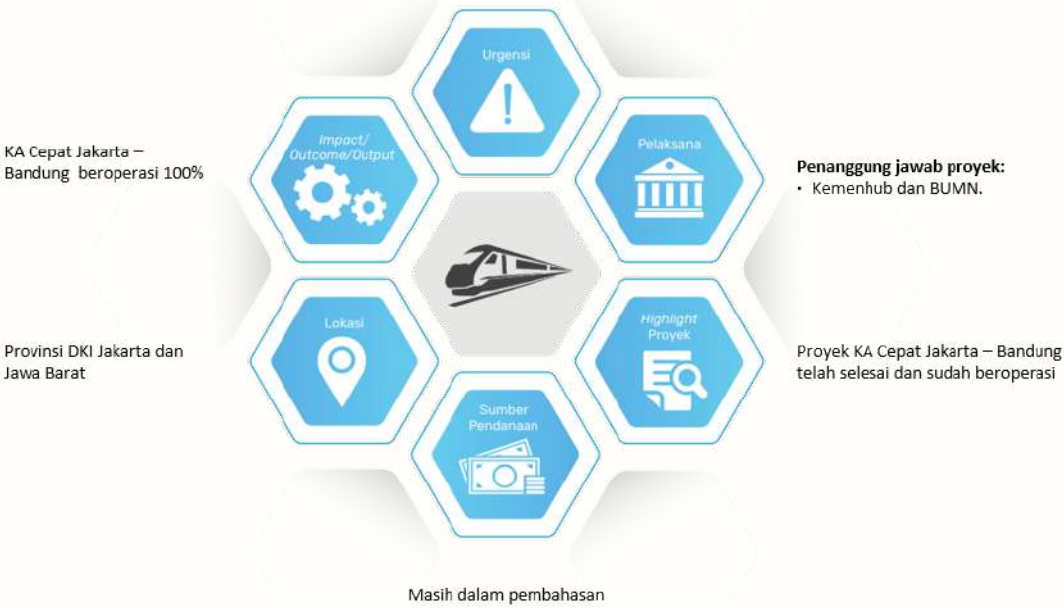 Urgensi
Impact/
Outcome/Output
KA Cepat Jakarta –
Bandung beroperasi 100%
Pelaksana
Penanggung jawab proyek:
• Kemenhub dan BUMN.
Lokasi
Provinsi DKI Jakarta dan
Jawa Barat
Highlight
Proyek
Proyek KA Cepat Jakarta – Bandung
telah selesai dan sudah beroperasi
Sumber
Pendanaan
Masih dalam pembahasan